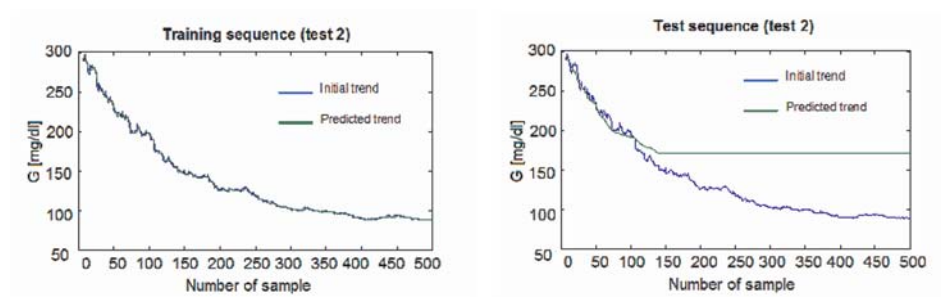 Training sequence (test 2)
300
250
200
150
100
50
G [mg/dl]
Initial trend
Predicted trend
0 50 100 150 200 250 300 350 400 450 500
Number of sample
Test sequence (test 2)
300
250
200
150
100
50
G [mg/dl]
Initial trend
Predicted trend
0 50 100 150 200 250 300 350 400 450 500
Number of sample